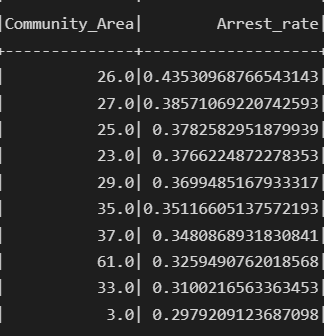 |Community_Area|       Arrest_rate|
+--------------+------------------+
|          26.0|0.43530968766543143
|          27.0|0.38571069220742593
|          25.0| 0.3782582951879939
|          23.0| 0.3766224872278353
|          29.0| 0.3699485167933317
|          35.0|0.35116605137572193
|          37.0| 0.3480868931830841
|          61.0| 0.3259490762018568
|          33.0| 0.3100216563363453
|           3.0| 0.2979209123687098